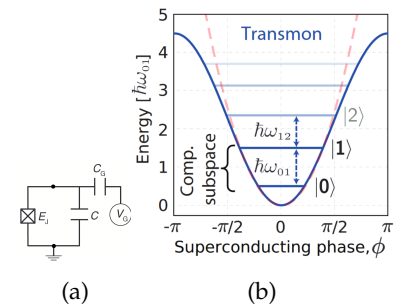 Transmon
Energy [ħω₀₁]
5
4
3
2
1
0
|2⟩
ħω₁₂
|1⟩
ħω₀₁
|0⟩
Comp.
subspace
-π -π/2 0 π/2 π
Superconducting phase, ϕ
C_G
E_J
C
V_G
(a) (b)